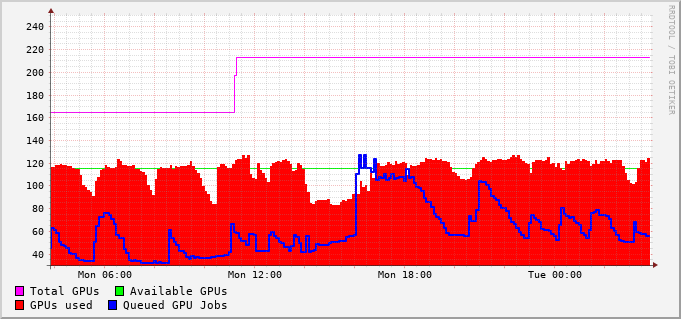 RRDTOOL / TOBI OETIKER
240
220
200
180
160
140
120
100
80
60
40
Mon 06:00 Mon 12:00 Mon 18:00 Tue 00:00
Total GPUs Available GPUs
GPUs used Queued GPU Jobs